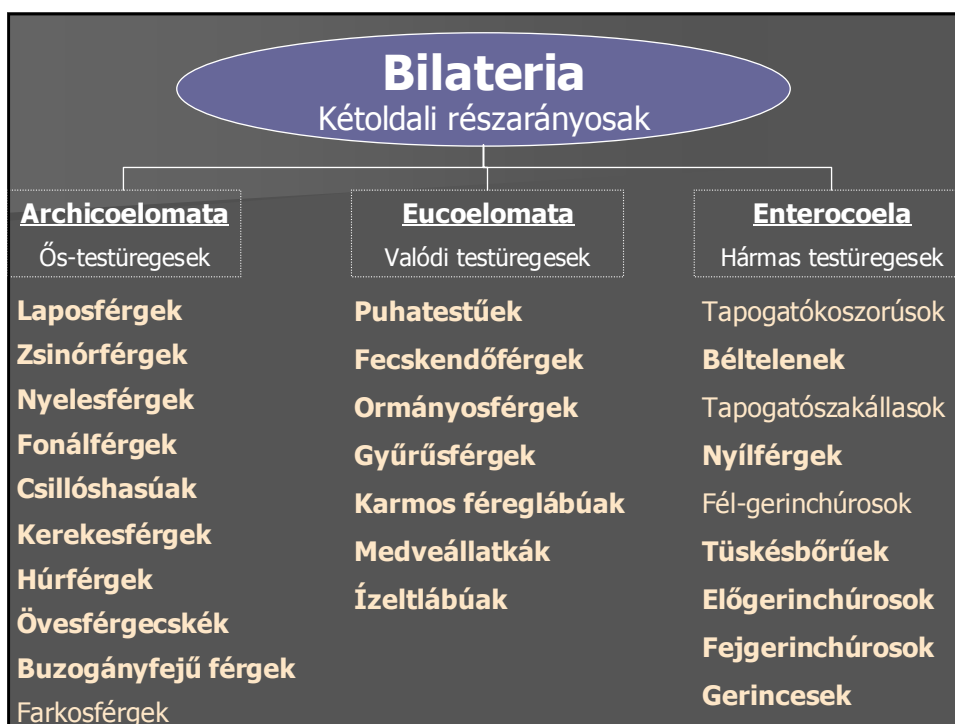 Bilateria
Kétoldali részarányosak
Archicoelomata
Ős-testüregesek
Laposférgek
Zsinórférgek
Nyelesférgek
Fonálférgek
Csillóshasúak
Kerekesférgek
Húrférgek
Övesférgecskék
Buzogányfejű férgek
Farkosférgek
Eucoelomata
Valódi testüregesek
Puhatestűek
Fecskendőférgek
Ormányosférgek
Gyűrűsférgek
Karmos féreglábúak
Medveállatkák
Ízeltlábúak
Enterocoela
Hármas testüregesek
Tapogatókoszorúsok
Béltelenek
Tapogatószakállasok
Nyílférgek
Fél-gerinchúrosok
Tüskésbőrűek
Előgerinchúrosok
Fejgerinchúrosok
Gerincesek